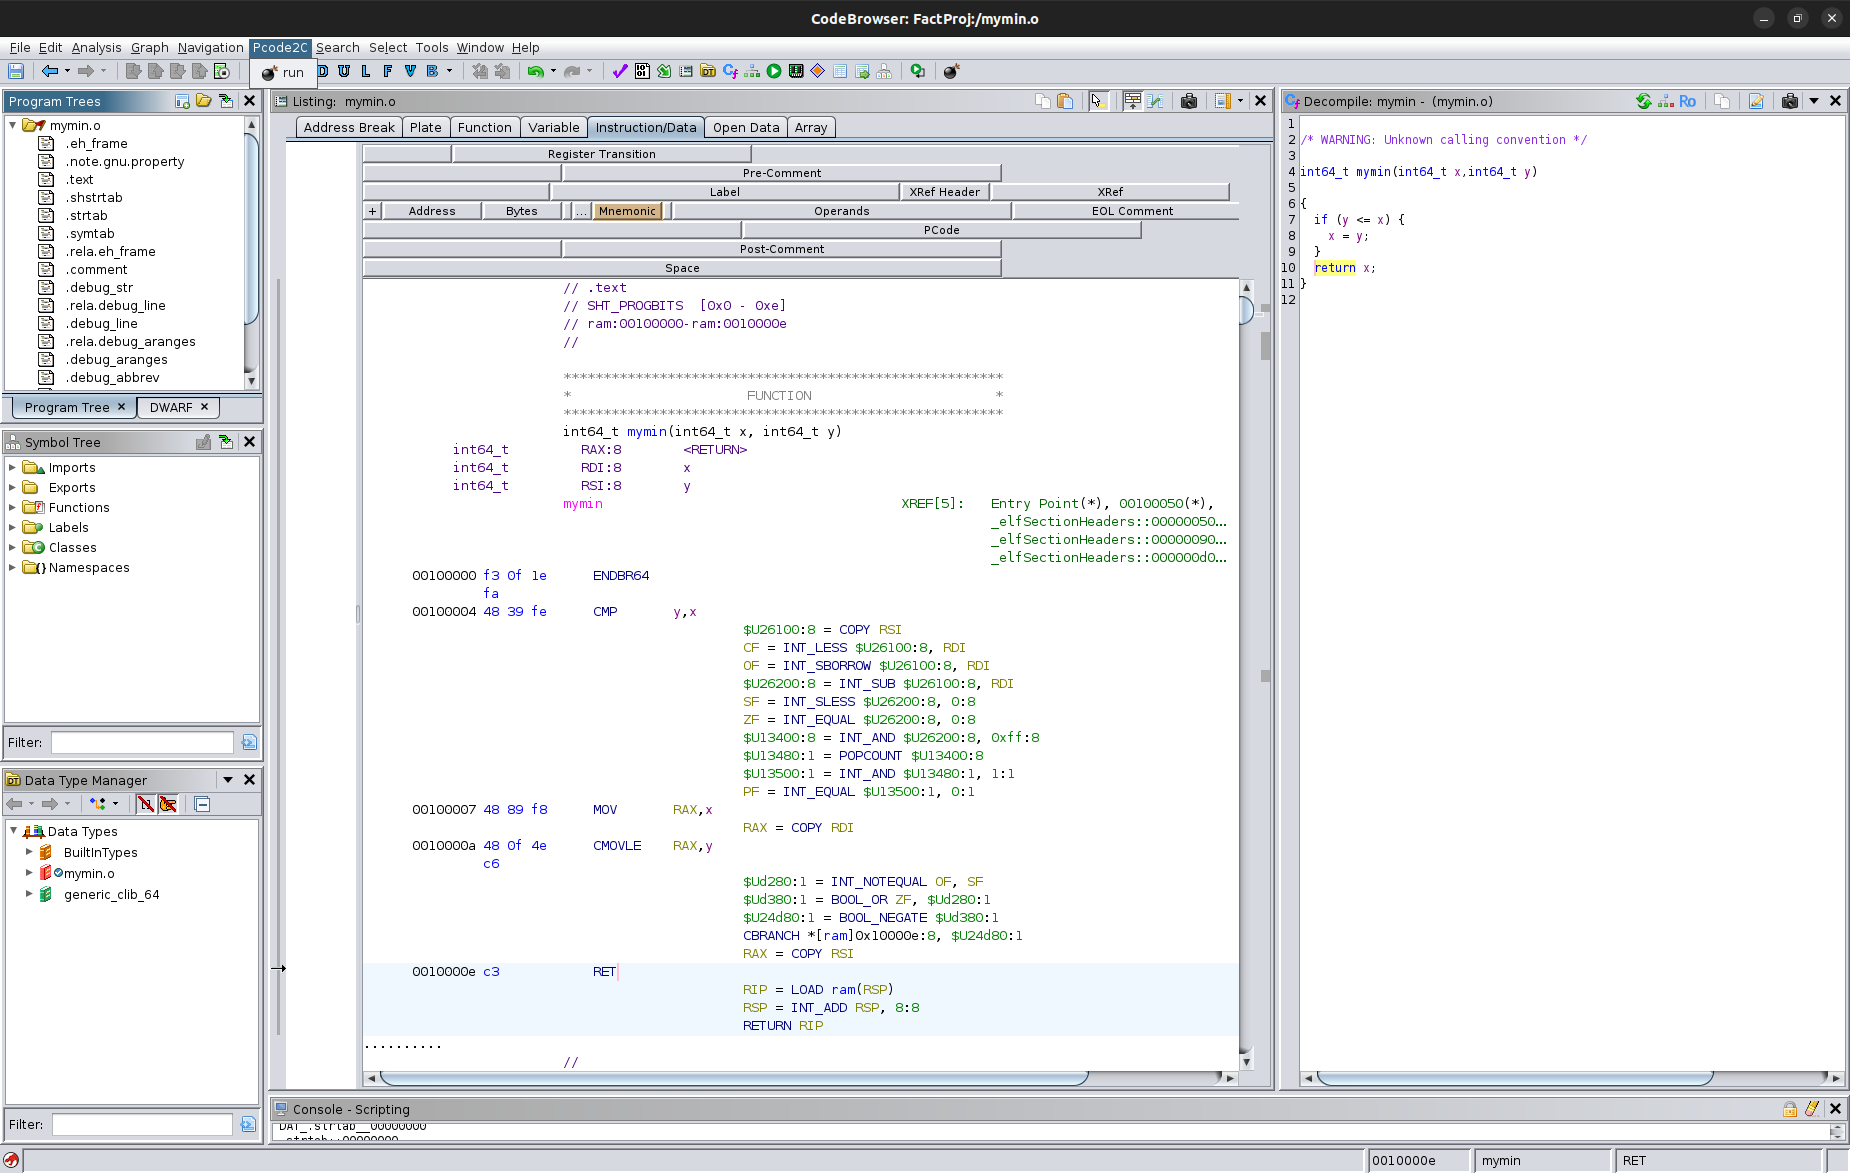 CodeBrowser: FactProj:/mymin.o
File Edit Analysis Graph Navigation Pcode2C Search Select Tools Window Help
run
D U L F V B
Program Trees
mymin.o
.eh_frame
.note.gnu.property
.text
.shstrtab
.strtab
.symtab
.rela.eh_frame
.comment
.debug_str
.rela.debug_line
.debug_line
.rela.debug_aranges
.debug_aranges
.debug_abbrev
Program Tree × DWARF ×
Symbol Tree
Imports
Exports
Functions
Labels
Classes
Namespaces
Filter:
Data Type Manager
Data Types
BuiltInTypes
mymin.o
generic_clib_64
Filter:
Listing: mymin.o
Address Break Plate Function Variable Instruction/Data Open Data Array
Register Transition
Pre-Comment
Label XRef Header XRef
+ Address Bytes ... Mnemonic Operands EOL Comment
PCode
Post-Comment
Space
// .text
// SHT_PROGBITS [0x0 - 0xe]
// ram:00100000-ram:0010000e
//
*******************************************************
* FUNCTION *
*******************************************************
int64_t mymin(int64_t x, int64_t y)
int64_t RAX:8 <RETURN>
int64_t RDI:8 x
int64_t RSI:8 y
mymin XREF[5]: Entry Point(*), 00100050(*),
_elfSectionHeaders::00000050...
_elfSectionHeaders::00000090...
_elfSectionHeaders::000000d0...
00100000 f3 0f 1e ENDBR64
fa
00100004 48 39 fe CMP y,x
$U26100:8 = COPY RSI
CF = INT_LESS $U26100:8, RDI
OF = INT_SBORROW $U26100:8, RDI
$U26200:8 = INT_SUB $U26100:8, RDI
SF = INT_SLESS $U26200:8, 0:8
ZF = INT_EQUAL $U26200:8, 0:8
$U13400:8 = INT_AND $U26200:8, 0xff:8
$U13480:1 = POPCOUNT $U13400:8
$U13500:1 = INT_AND $U13480:1, 1:1
PF = INT_EQUAL $U13500:1, 0:1
00100007 48 89 f8 MOV RAX,x
RAX = COPY RDI
0010000a 48 0f 4e CMOVLE RAX,y
c6
$Ud280:1 = INT_NOTEQUAL OF, SF
$Ud380:1 = BOOL_OR ZF, $Ud280:1
$U24d80:1 = BOOL_NEGATE $Ud380:1
CBRANCH *[ram]0x10000e:8, $U24d80:1
RAX = COPY RSI
0010000e c3 RET
RIP = LOAD ram(RSP)
RSP = INT_ADD RSP, 8:8
RETURN RIP
..........
//
Decompile: mymin - (mymin.o)
Ro
1
2 /* WARNING: Unknown calling convention */
3
4 int64_t mymin(int64_t x,int64_t y)
5
6 {
7 if (y <= x) {
8 x = y;
9 }
10 return x;
11 }
12
Console - Scripting
DAT_.strtab__00000000
.strtab::00000000
0010000e mymin RET